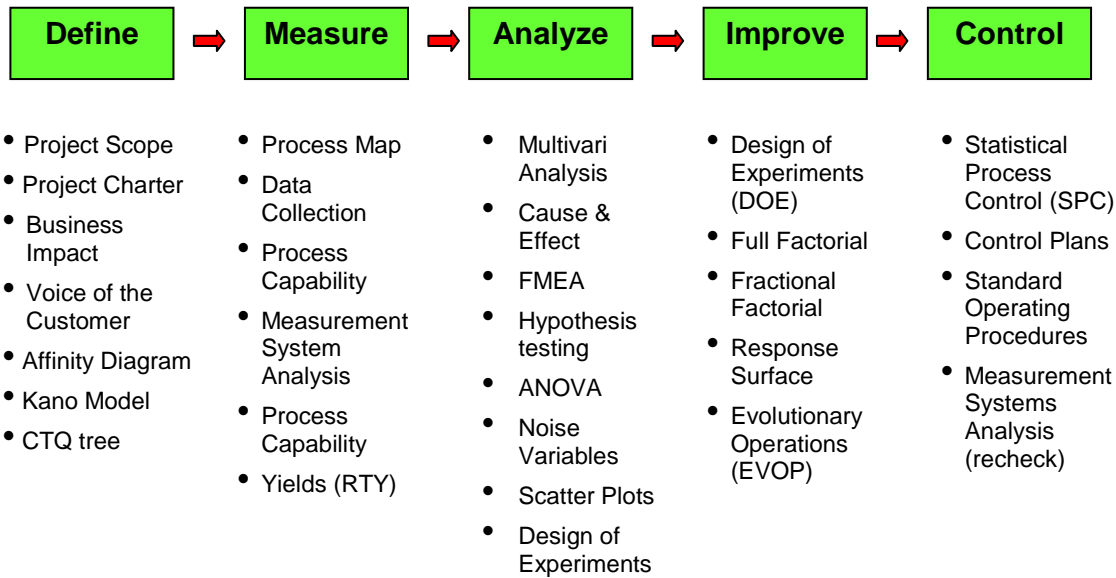 Define
Measure
Analyze
Improve
Control
• Project Scope
• Project Charter
• Business
Impact
• Voice of the
Customer
• Affinity Diagram
• Kano Model
• CTQ tree
• Process Map
• Data
Collection
• Process
Capability
• Measurement
System
Analysis
• Process
Capability
• Yields (RTY)
• Multivari
Analysis
• Cause &
Effect
• FMEA
• Hypothesis
testing
• ANOVA
• Noise
Variables
• Scatter Plots
• Design of
Experiments
• Design of
Experiments
(DOE)
• Full Factorial
• Fractional
Factorial
• Response
Surface
• Evolutionary
Operations
(EVOP)
• Statistical
Process
Control (SPC)
• Control Plans
• Standard
Operating
Procedures
• Measurement
Systems
Analysis
(recheck)